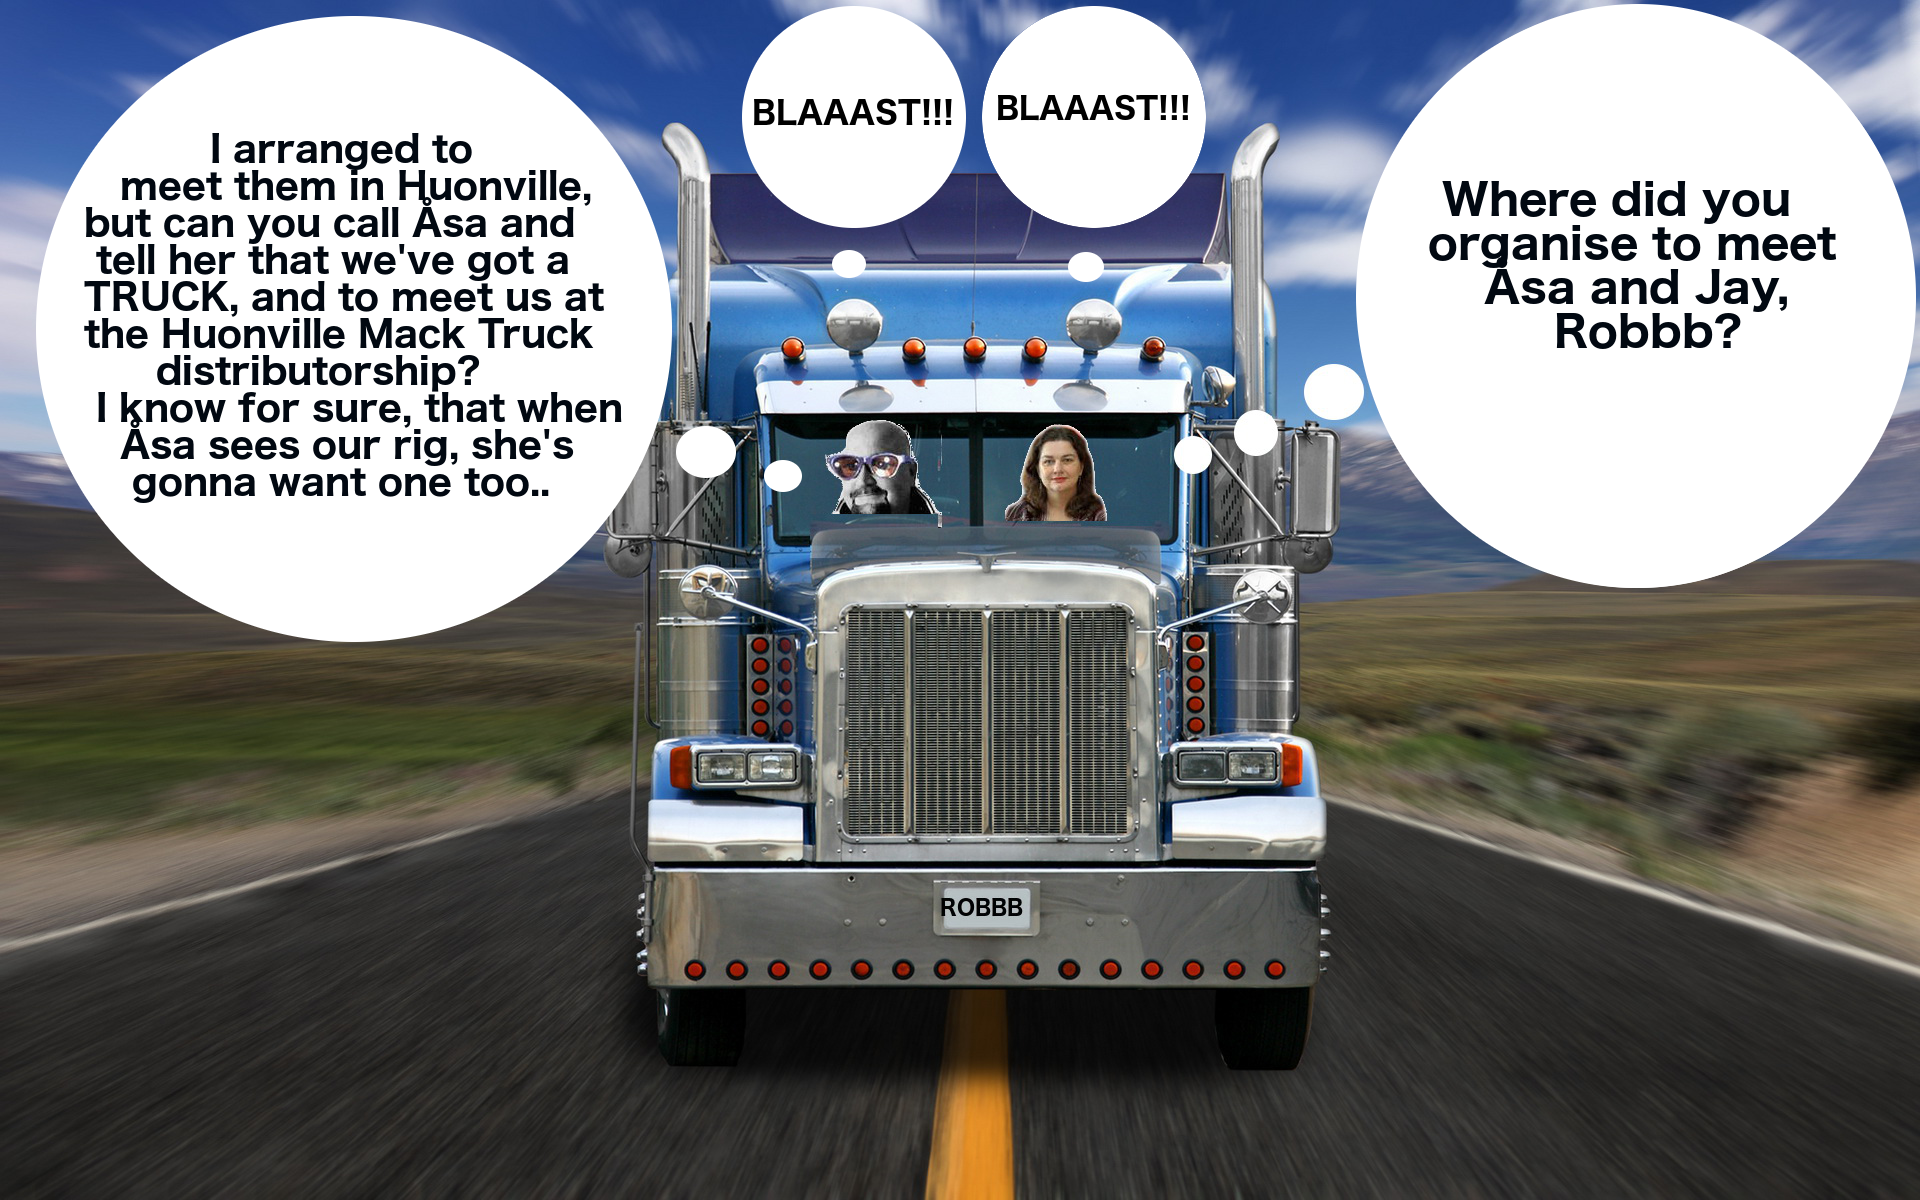 I arranged to
meet them in Huonville,
but can you call Åsa and
tell her that we've got a
TRUCK, and to meet us at
the Huonville Mack Truck
distributorship?
I know for sure, that when
Åsa sees our rig, she's
gonna want one too..
BLAAAST!!!
BLAAAST!!!
Where did you
organise to meet
Åsa and Jay,
Robbb?
ROBBB